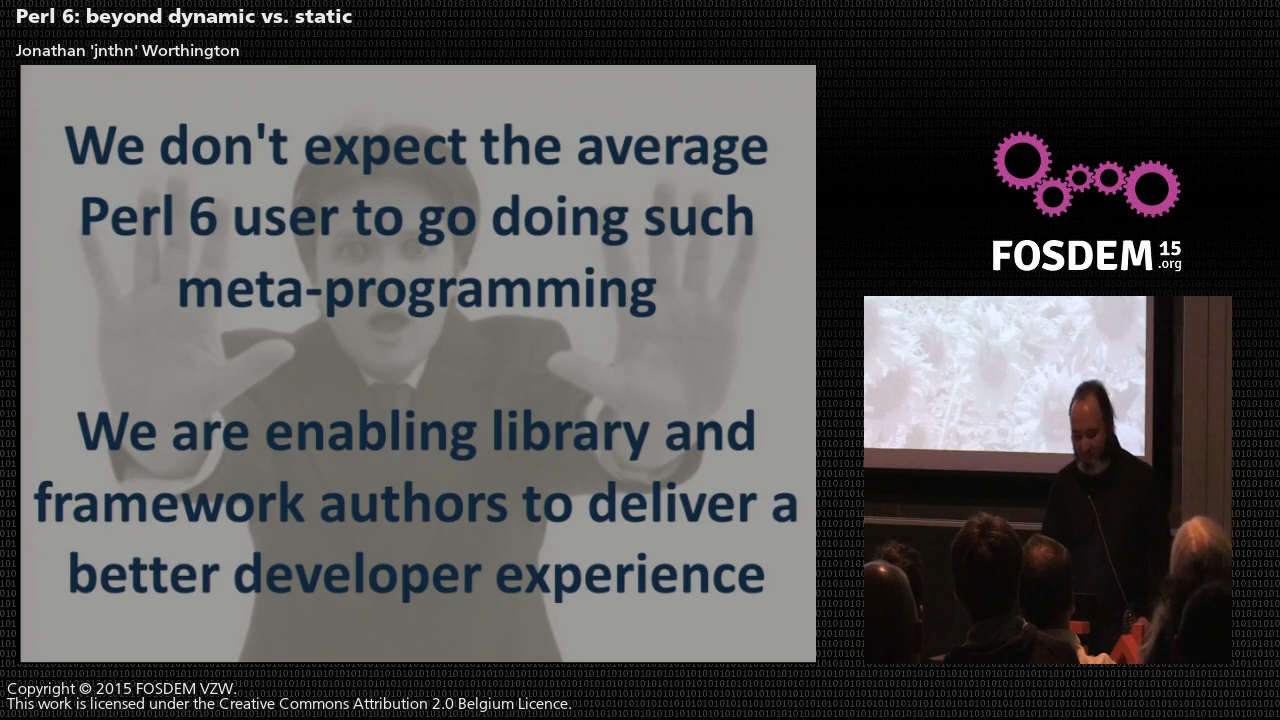 Perl 6: beyond dynamic vs. static
Jonathan 'jnthn' Worthington
We don't expect the average
Perl 6 user to go doing such
meta-programming
We are enabling library and
framework authors to deliver a
better developer experience
FOSDEM 15
.org
Copyright © 2015 FOSDEM VZW.
This work is licensed under the Creative Commons Attribution 2.0 Belgium Licence.